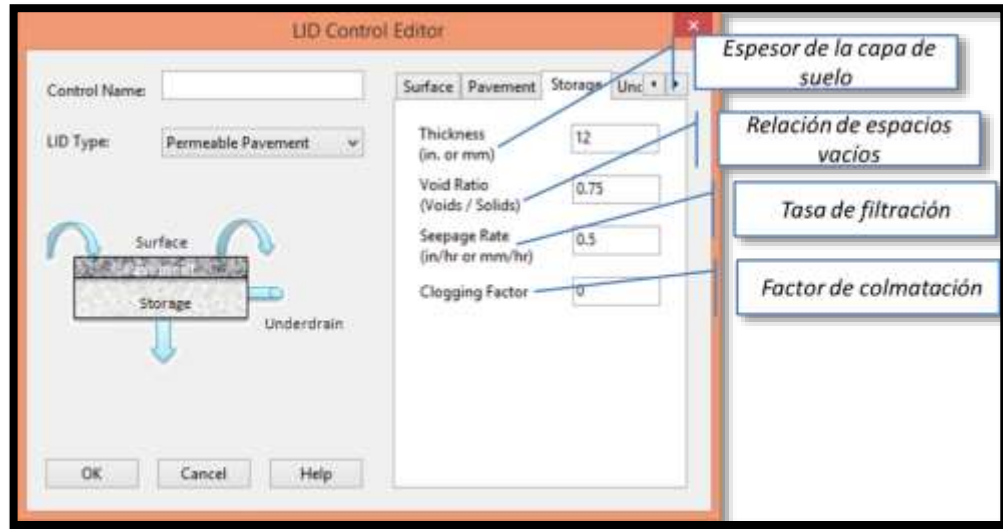 LID Control Editor
x
Control Name:
LID Type:
Permeable Pavement
Surface
Storage
Underdrain
OK
Cancel
Help
Surface
Pavement
Storage
Thickness
(in. or mm)
12
Void Ratio
(Voids / Solids)
0.75
Seepage Rate
(in/hr or mm/hr)
0.5
Clogging Factor
0
Espesor de la capa de
suelo
Relación de espacios
vacíos
Tasa de filtración
Factor de colmatación